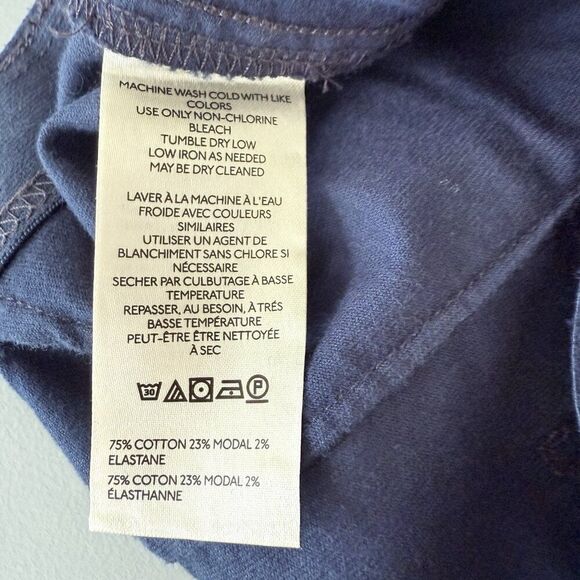 MACHINE WASH COLD WITH LIKE
COLORS
USE ONLY NON-CHLORINE
BLEACH
TUMBLE DRY LOW
LOW IRON AS NEEDED
MAY BE DRY CLEANED
LAVER À LA MACHINE À L'EAU
FROIDE AVEC COULEURS
SIMILAIRES
UTILISER UN AGENT DE
BLANCHIMENT SANS CHLORE SI
NÉCESSAIRE
SECHER PAR CULBUTAGE À BASSE
TEMPERATURE
REPASSER, AU BESOIN, À TRÉS
BASSE TEMPÉRATURE
PEUT-ÊTRE ÊTRE NETTOYÉE
À SEC
30 P
75% COTTON 23% MODAL 2%
ELASTANE
75% COTON 23% MODAL 2%
ÉLASTHANNE